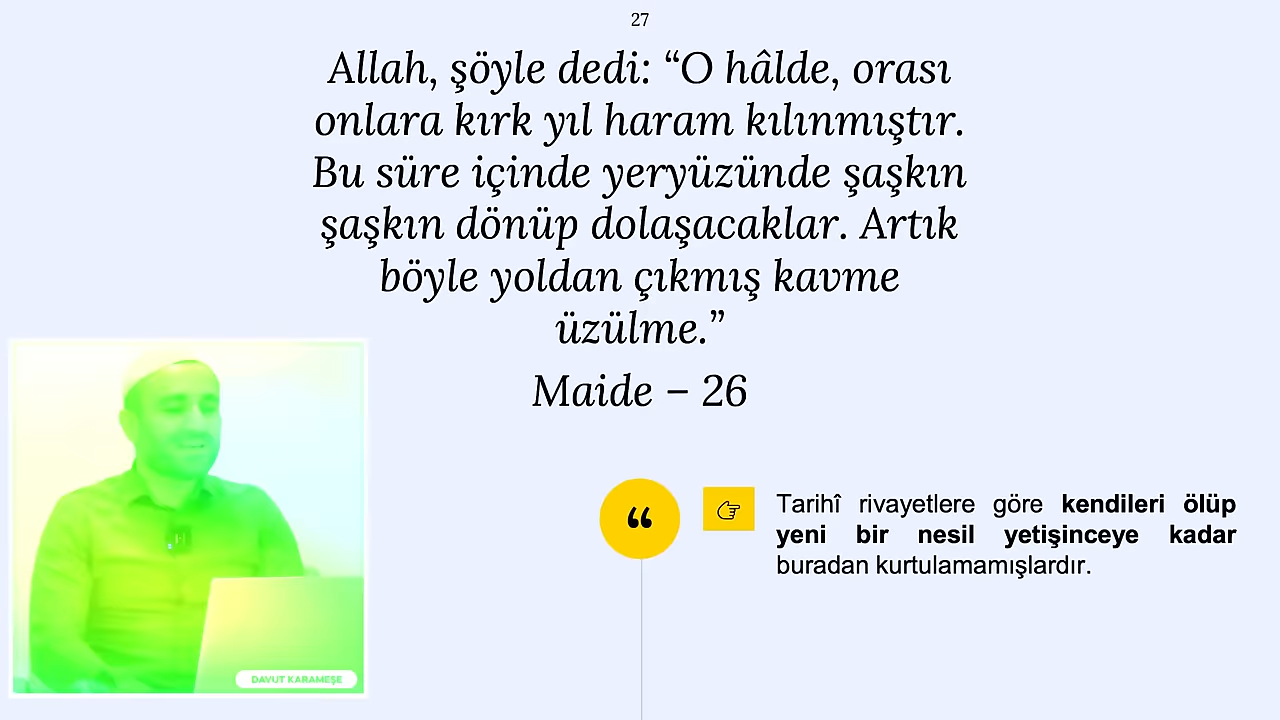 27
Allah, şöyle dedi: “O hâlde, orası
onlara kırk yıl haram kılınmıştır.
Bu süre içinde yeryüzünde şaşkın
şaşkın dönüp dolaşacaklar. Artık
böyle yoldan çıkmış kavme
üzülme.”
Maide – 26
Tarihî rivayetlere göre kendileri ölüp
yeni bir nesil yetişinceye kadar
buradan kurtulamamışlardır.
DAVUT KARAMEŞE